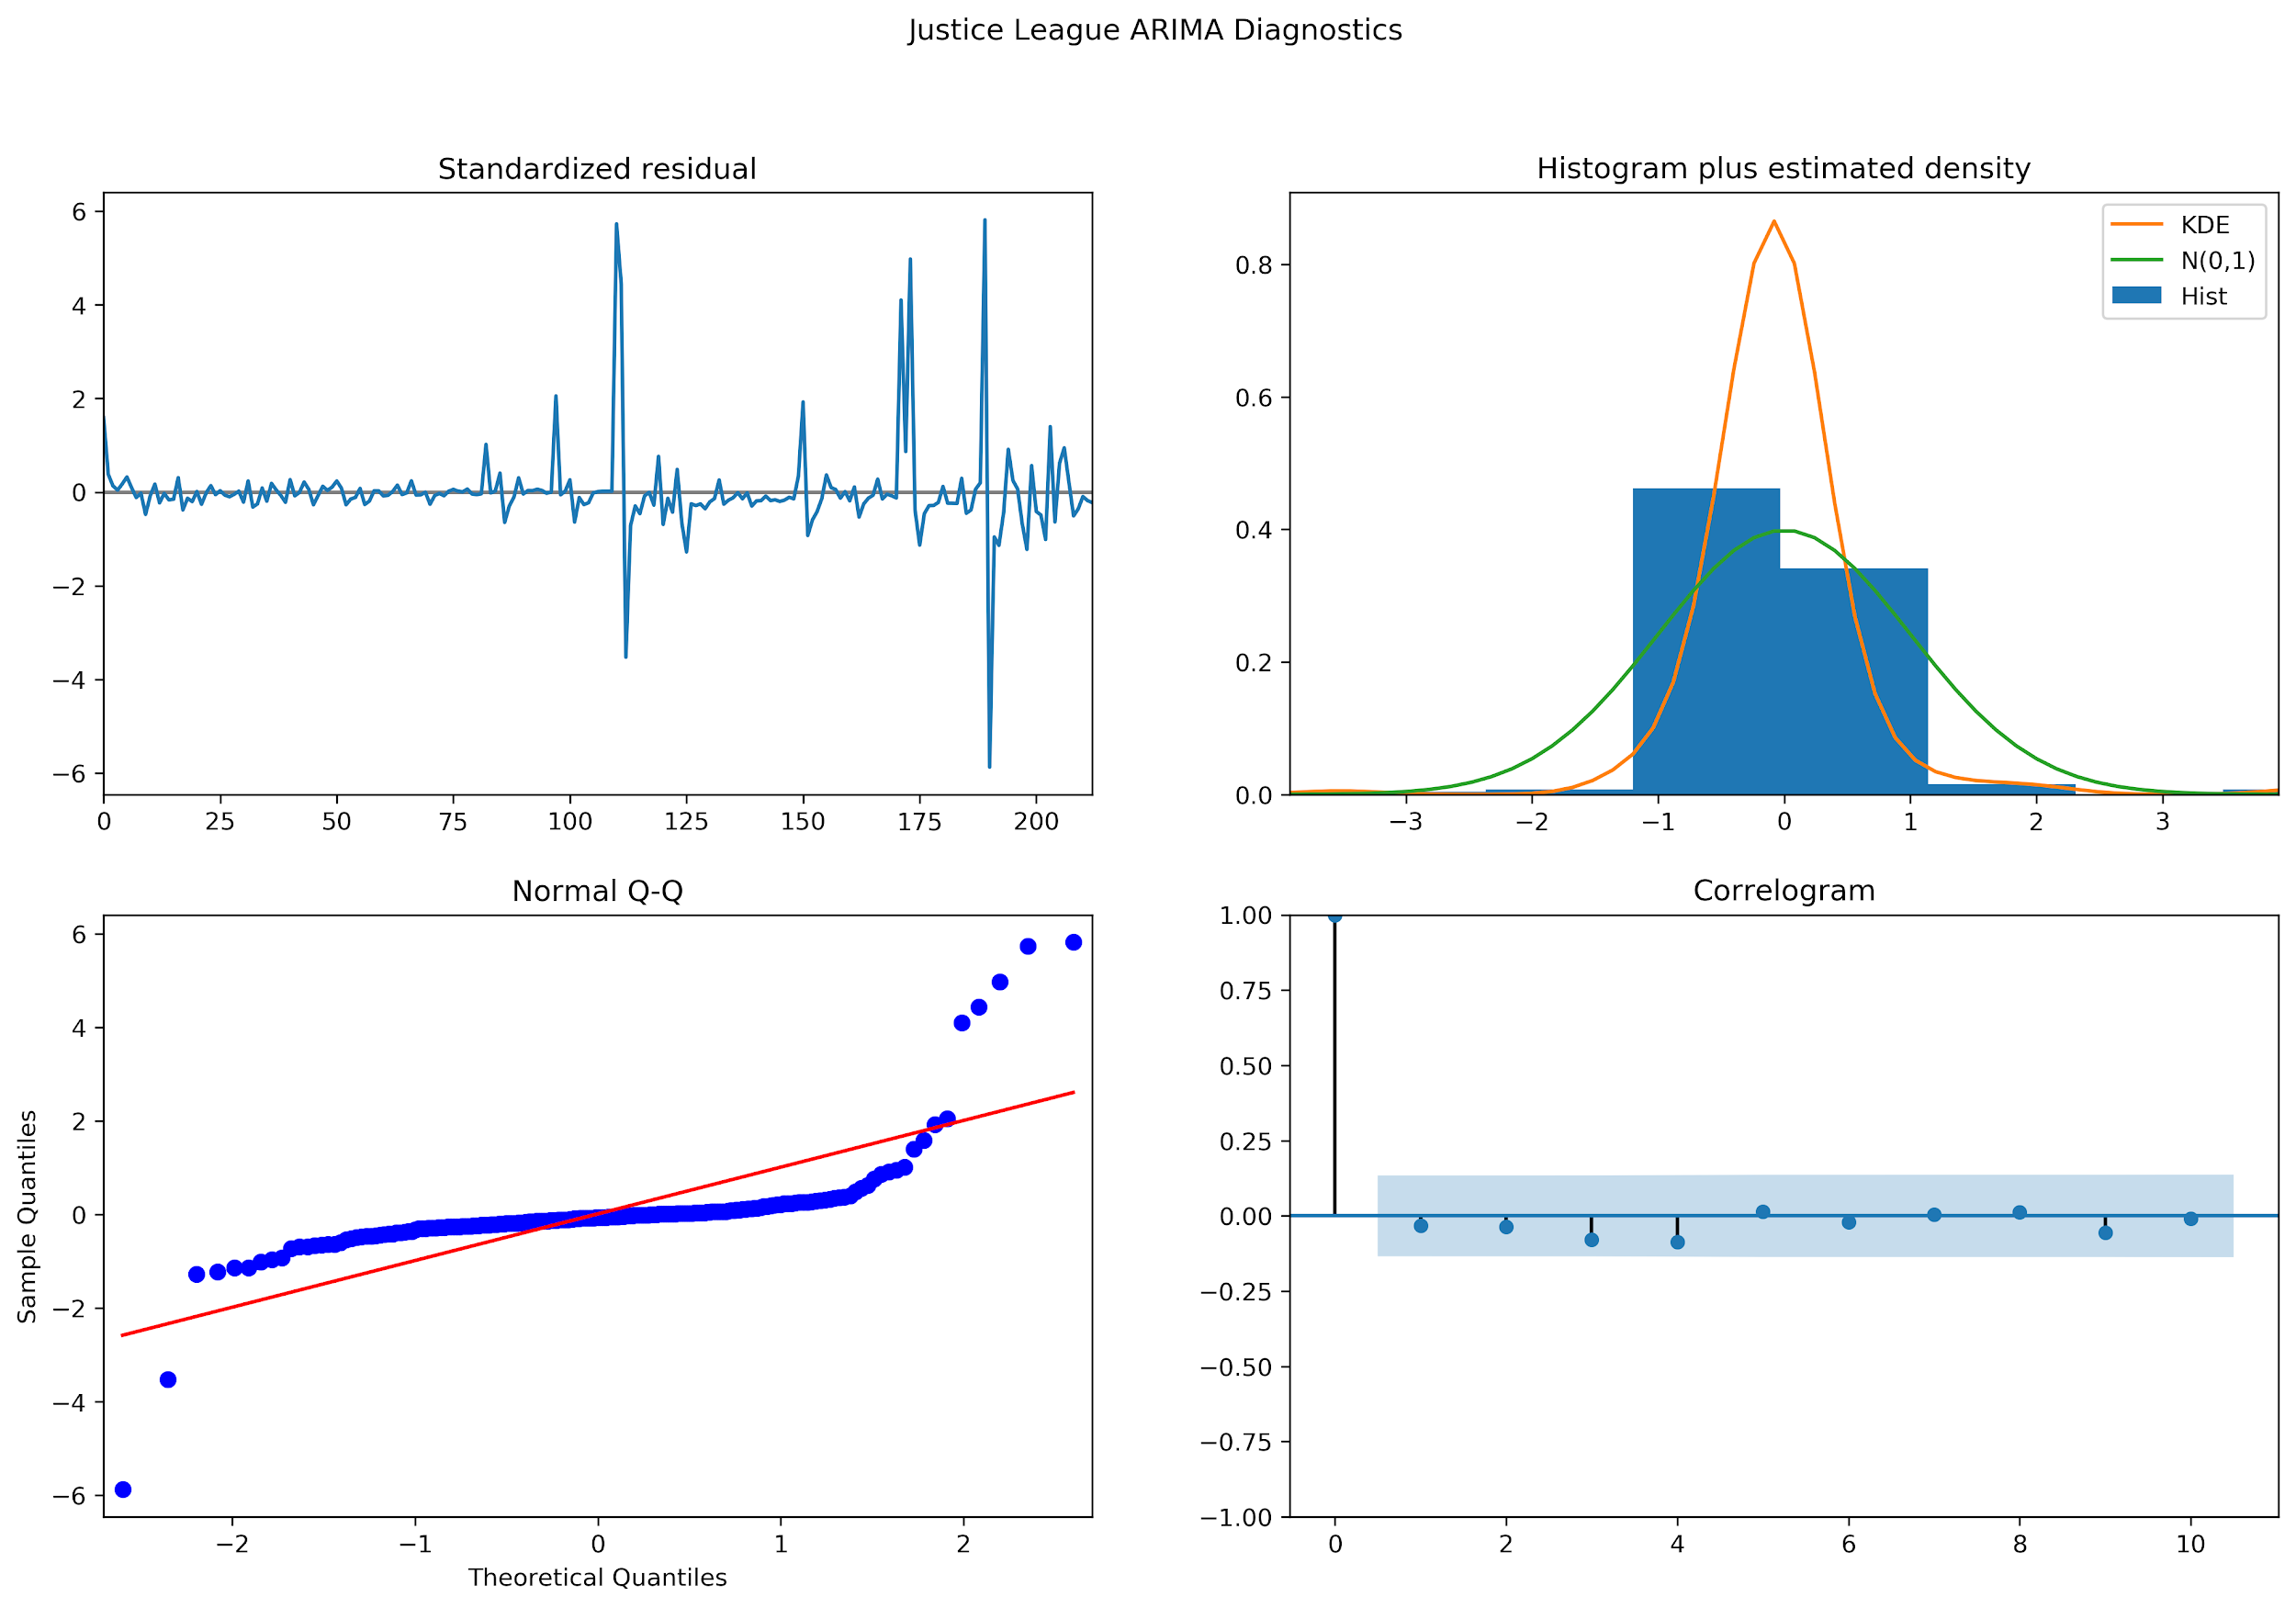 Justice League ARIMA Diagnostics
Standardized residual
6
4
2
0
−2
−4
−6
0 25 50 75 100 125 150 175 200
Histogram plus estimated density
KDE
N(0,1)
Hist
0.8
0.6
0.4
0.2
0.0
−3 −2 −1 0 1 2 3
Normal Q-Q
Sample Quantiles
6
4
2
0
−2
−4
−6
−2 −1 0 1 2
Theoretical Quantiles
Correlogram
1.00
0.75
0.50
0.25
0.00
−0.25
−0.50
−0.75
−1.00
0 2 4 6 8 10